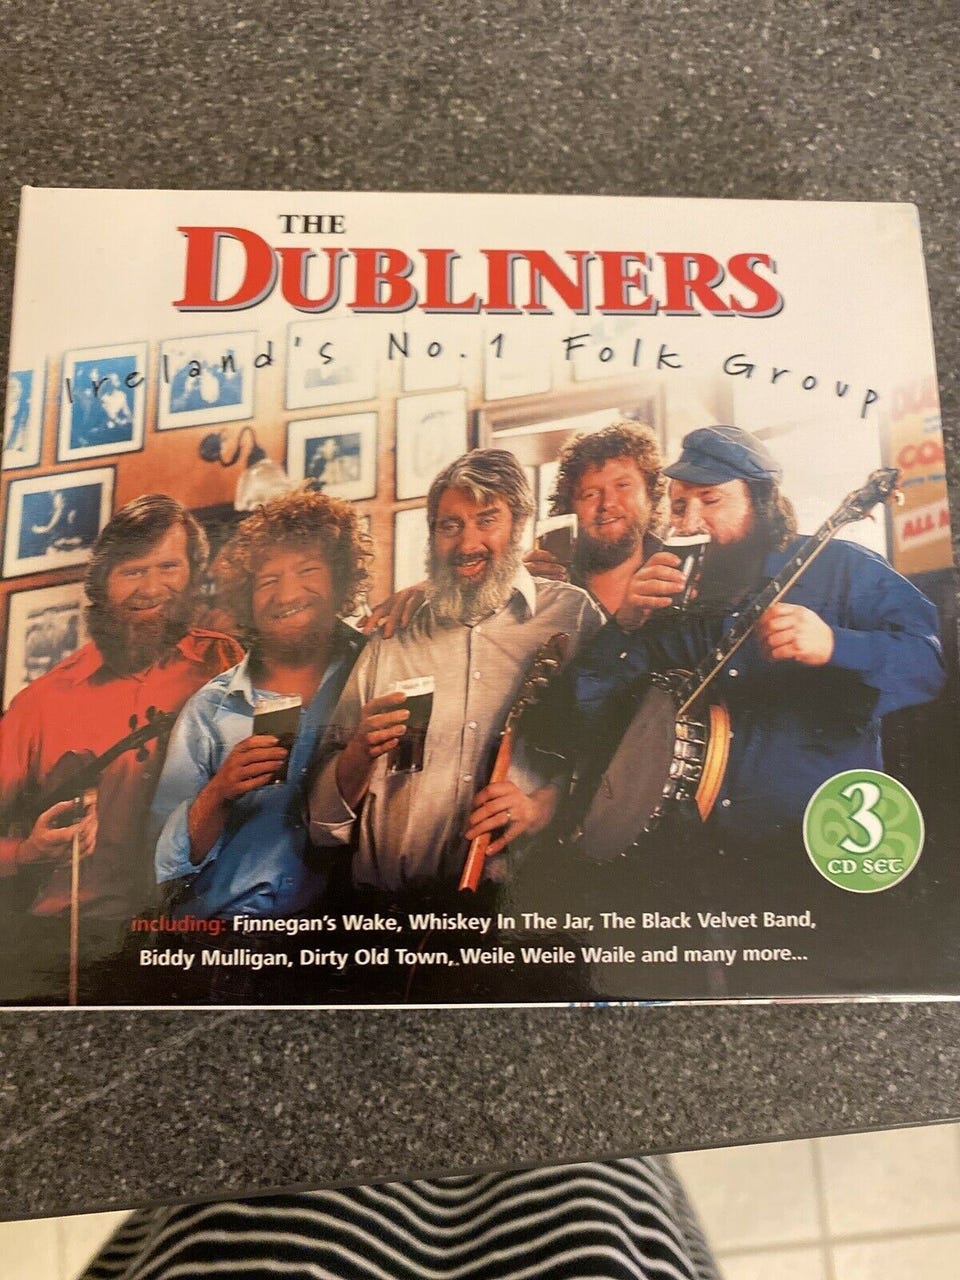 THE
DUBLINERS
Ireland's No.1 Folk Group
3
CD SET
including: Finnegan's Wake, Whiskey In The Jar, The Black Velvet Band,
Biddy Mulligan, Dirty Old Town, Weile Weile Waile and many more...